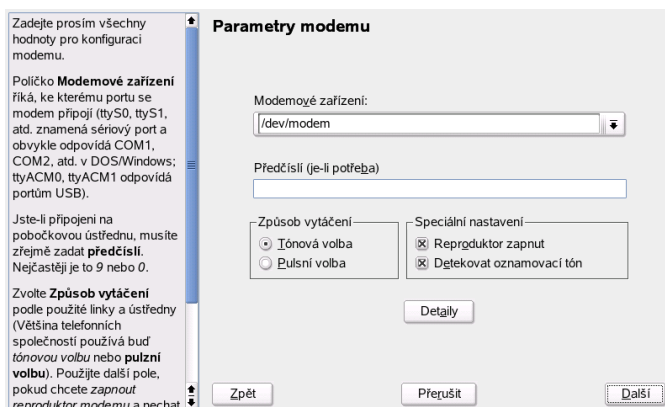 Zadejte prosím všechny
hodnoty pro konfiguraci
modemu.
Políčko Modemové zařízení
říká, ke kterému portu se
modem připojí (ttyS0, ttyS1,
atd. znamená sériový port a
obvykle odpovídá COM1,
COM2, atd. v DOS/Windows;
ttyACM0, ttyACM1 odpovídá
portům USB).
Jste-li připojeni na
pobočkovou ústřednu, musíte
zřejmě zadat předčíslí.
Nejčastěji je to 9 nebo 0.
Zvolte Způsob vytáčení
podle použité linky a ústředny
(Většina telefonních
společností používá buď
tónovou volbu nebo pulzní
volbu). Použijte další pole,
pokud chcete zapnout
reproduktor modemu a nechat
Parametry modemu
Modemové zařízení:
/dev/modem
Předčíslí (je-li potřeba)
Způsob vytáčení
Tónová volba
Pulsní volba
Speciální nastavení
Reproduktor zapnut
Detekovat oznamovací tón
Detaily
Zpět
Přerušit
Další